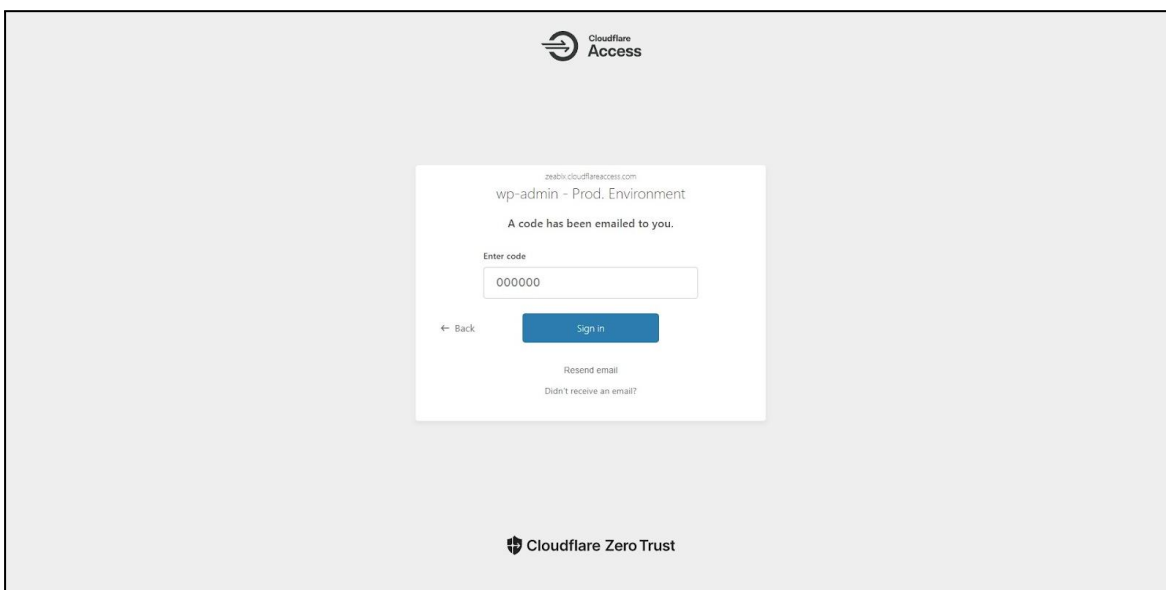 Cloudflare
Access
zeabix.cloudflareaccess.com
wp-admin - Prod. Environment
A code has been emailed to you.
Enter code
000000
← Back
Sign in
Resend email
Didn't receive an email?
Cloudflare Zero Trust